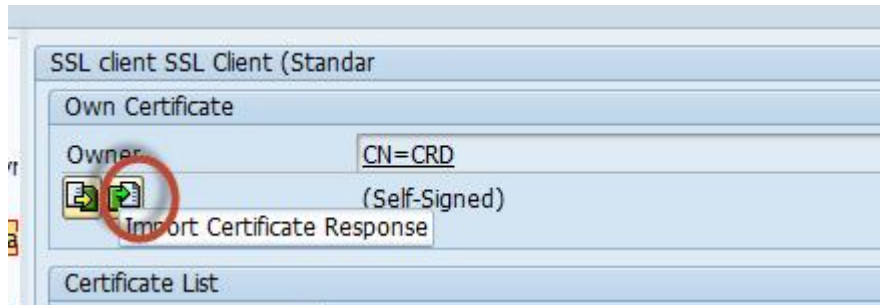 SSL client SSL Client (Standar
Own Certificate
Owner CN=CRD
(Self-Signed)
Import Certificate Response
Certificate List